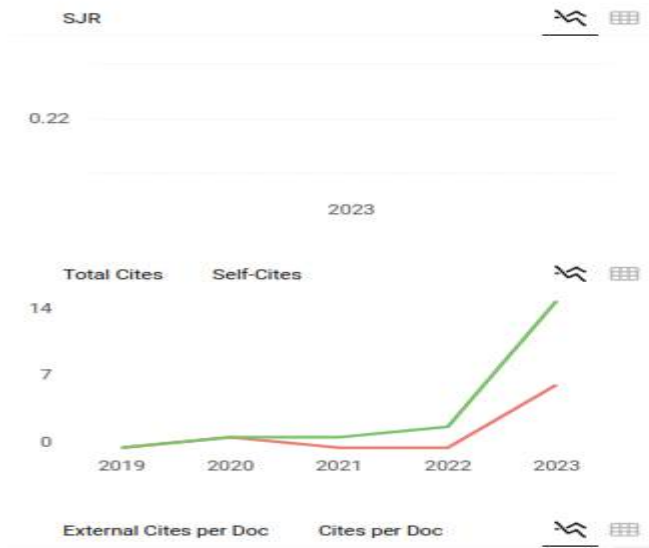 SJR
0.22
2023
Total Cites Self-Cites
14
7
0
2019 2020 2021 2022 2023
External Cites per Doc Cites per Doc